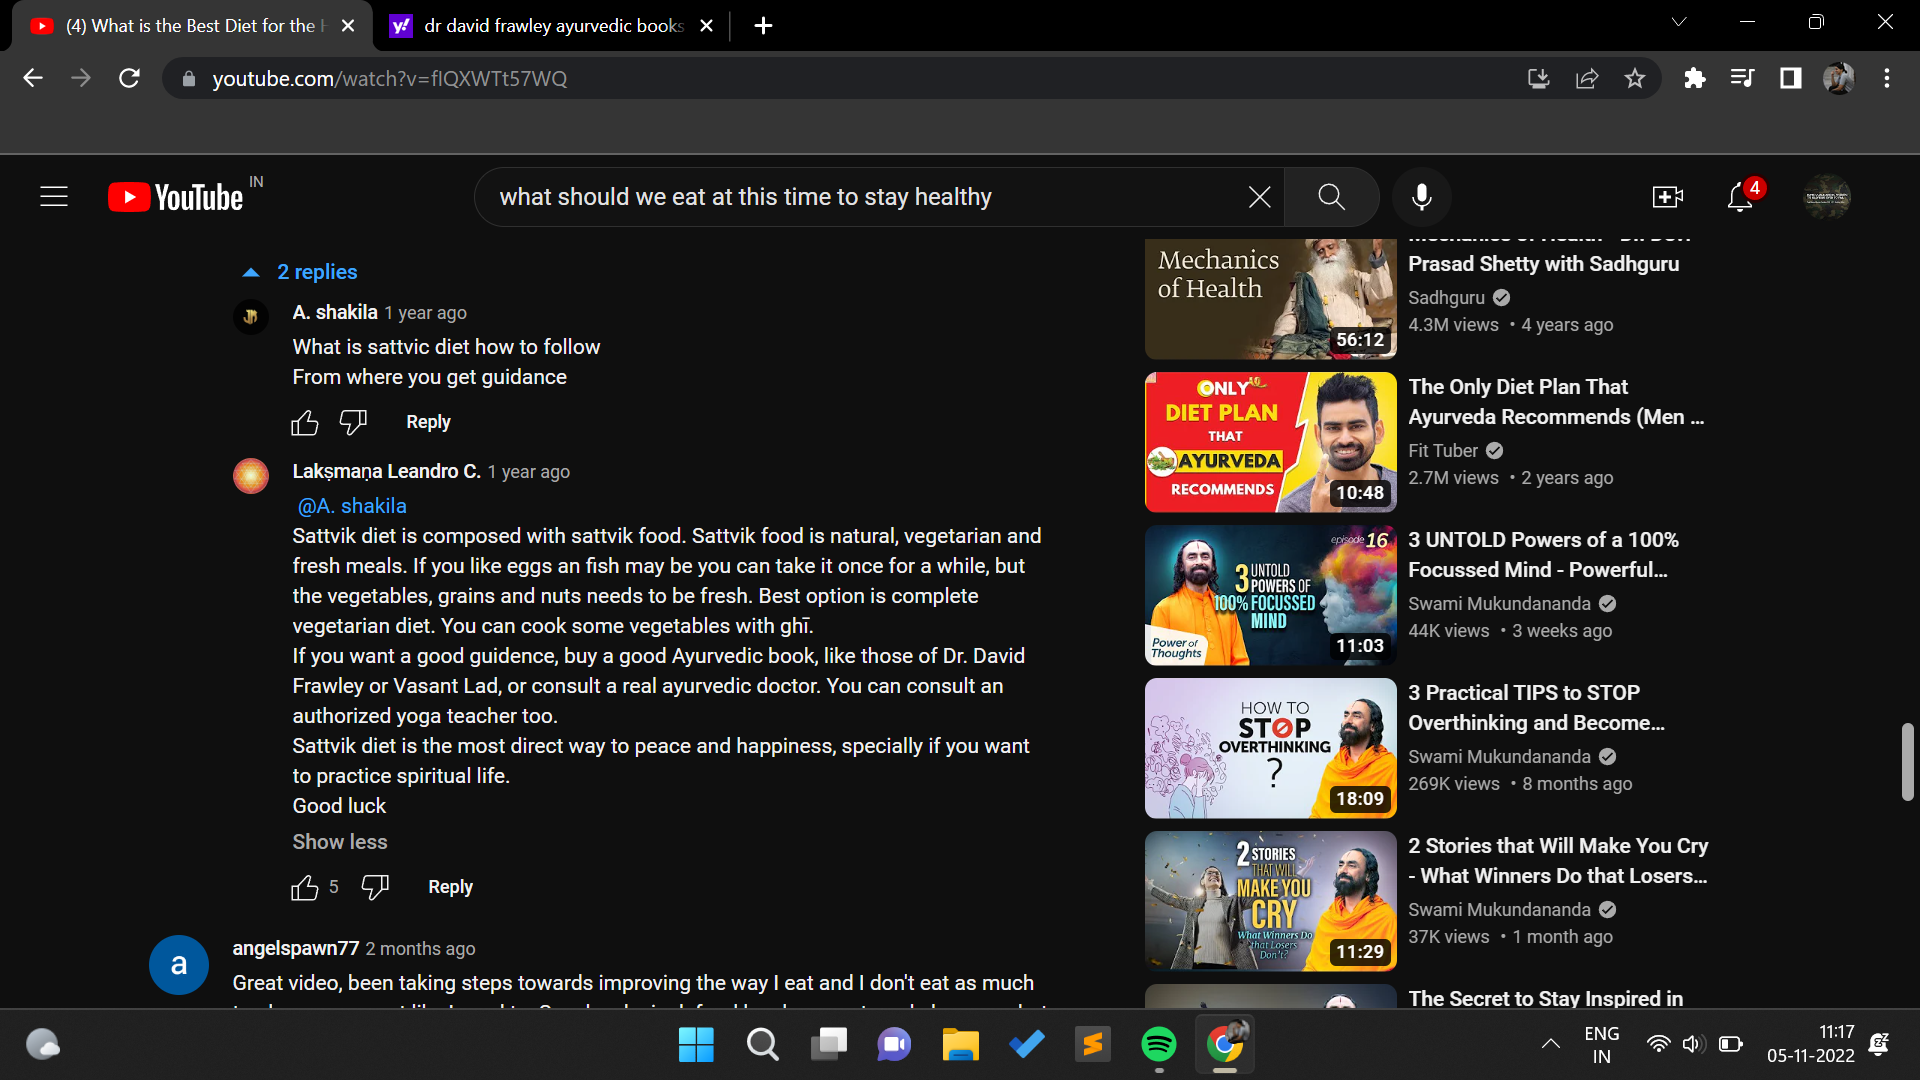 (4) What is the Best Diet for the
dr david frawley ayurvedic books
youtube.com/watch?v=flQXWTt57WQ
YouTube IN
what should we eat at this time to stay healthy
4
2 replies
A. shakila 1 year ago
What is sattvic diet how to follow
From where you get guidance
Reply
Lakṣmaṇa Leandro C. 1 year ago
@A. shakila
Sattvik diet is composed with sattvik food. Sattvik food is natural, vegetarian and
fresh meals. If you like eggs an fish may be you can take it once for a while, but
the vegetables, grains and nuts needs to be fresh. Best option is complete
vegetarian diet. You can cook some vegetables with ghī.
If you want a good guidence, buy a good Ayurvedic book, like those of Dr. David
Frawley or Vasant Lad, or consult a real ayurvedic doctor. You can consult an
authorized yoga teacher too.
Sattvik diet is the most direct way to peace and happiness, specially if you want
to practice spiritual life.
Good luck
Show less
5 Reply
a
angelspawn77 2 months ago
Great video, been taking steps towards improving the way I eat and I don't eat as much
Mechanics
of Health
56:12
Prasad Shetty with Sadhguru
Sadhguru
4.3M views • 4 years ago
ONLY
DIET PLAN
THAT
AYURVEDA
RECOMMENDS
10:48
The Only Diet Plan That
Ayurveda Recommends (Men ...
Fit Tuber
2.7M views • 2 years ago
episode 16
3 UNTOLD
POWERS OF
100% FOCUSSED
MIND
Power of
Thoughts
11:03
3 UNTOLD Powers of a 100%
Focussed Mind - Powerful...
Swami Mukundananda
44K views • 3 weeks ago
HOW TO
STOP
OVERTHINKING
?
18:09
3 Practical TIPS to STOP
Overthinking and Become...
Swami Mukundananda
269K views • 8 months ago
2 STORIES
THAT WILL
MAKE YOU
CRY
What Winners Do
that Losers
Don't?
11:29
2 Stories that Will Make You Cry
- What Winners Do that Losers...
Swami Mukundananda
37K views • 1 month ago
The Secret to Stay Inspired in
ENG
IN
11:17
05-11-2022